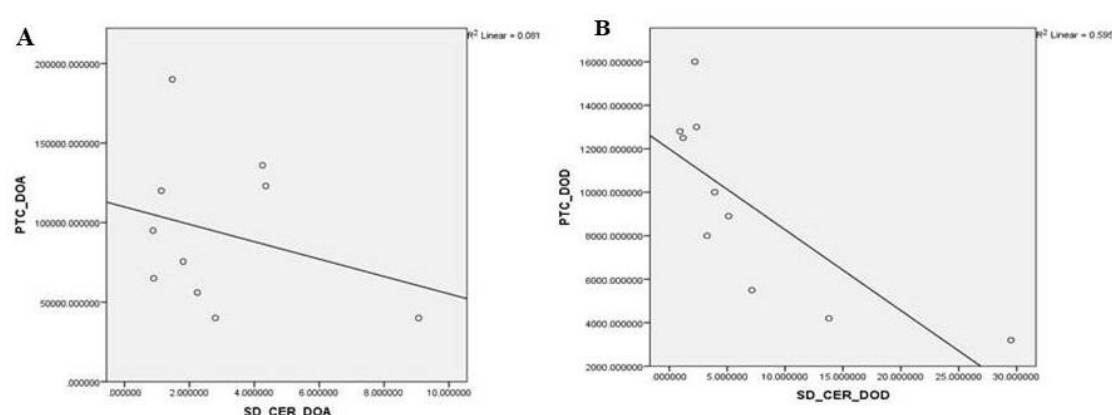 A
R² Linear = 0.081
200000.000000
150000.000000
100000.000000
50000.000000
.000000
PTC_DOA
.000000 2.000000 4.000000 6.000000 8.000000 10.000000
SD_CER_DOA
B
R² Linear = 0.595
16000.000000
14000.000000
12000.000000
10000.000000
8000.000000
6000.000000
4000.000000
2000.000000
PTC_DOD
.000000 5.000000 10.000000 15.000000 20.000000 25.000000 30.000000
SD_CER_DOD